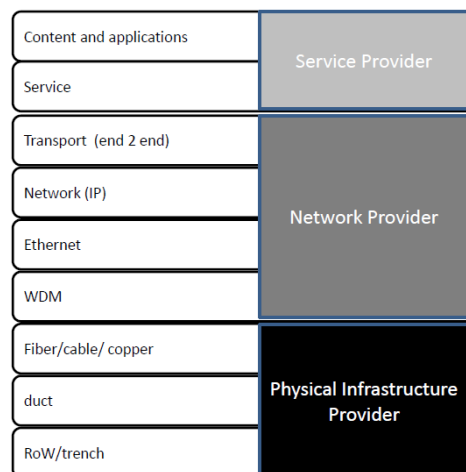 Content and applications
Service Provider
Service
Transport (end 2 end)
Network (IP)
Network Provider
Ethernet
WDM
Fiber/cable/ copper
Physical Infrastructure
Provider
duct
RoW/trench